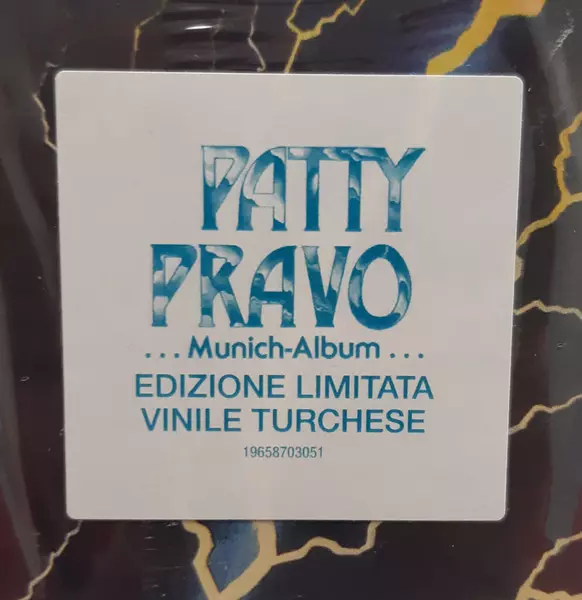 PATTY
PRAVO
...Munich-Album...
EDIZIONE LIMITATA
VINILE TURCHESE
19658703051